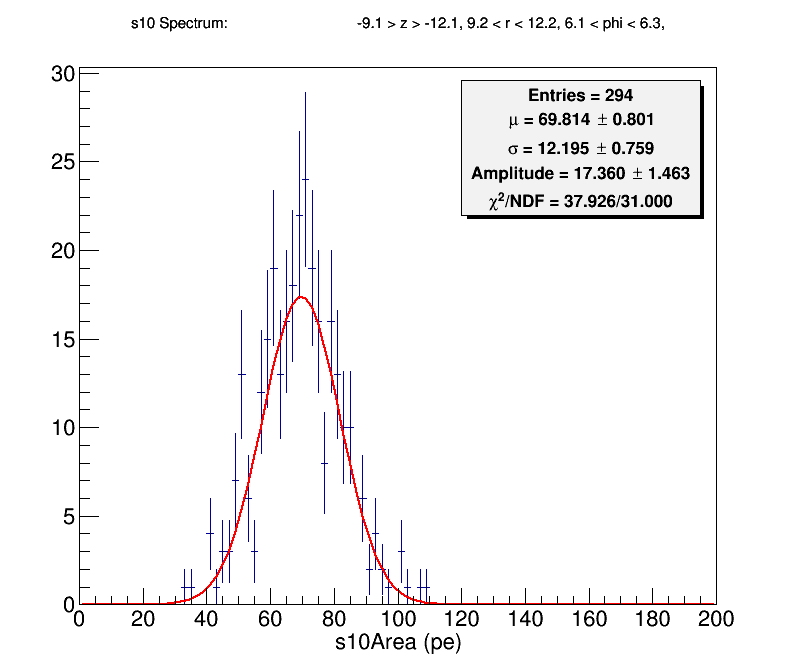 s10 Spectrum: -9.1 > z > -12.1, 9.2 < r < 12.2, 6.1 < phi < 6.3,
Entries = 294
μ = 69.814 ± 0.801
σ = 12.195 ± 0.759
Amplitude = 17.360 ± 1.463
χ²/NDF = 37.926/31.000
30
25
20
15
10
5
0
0 20 40 60 80 100 120 140 160 180 200
s10Area (pe)